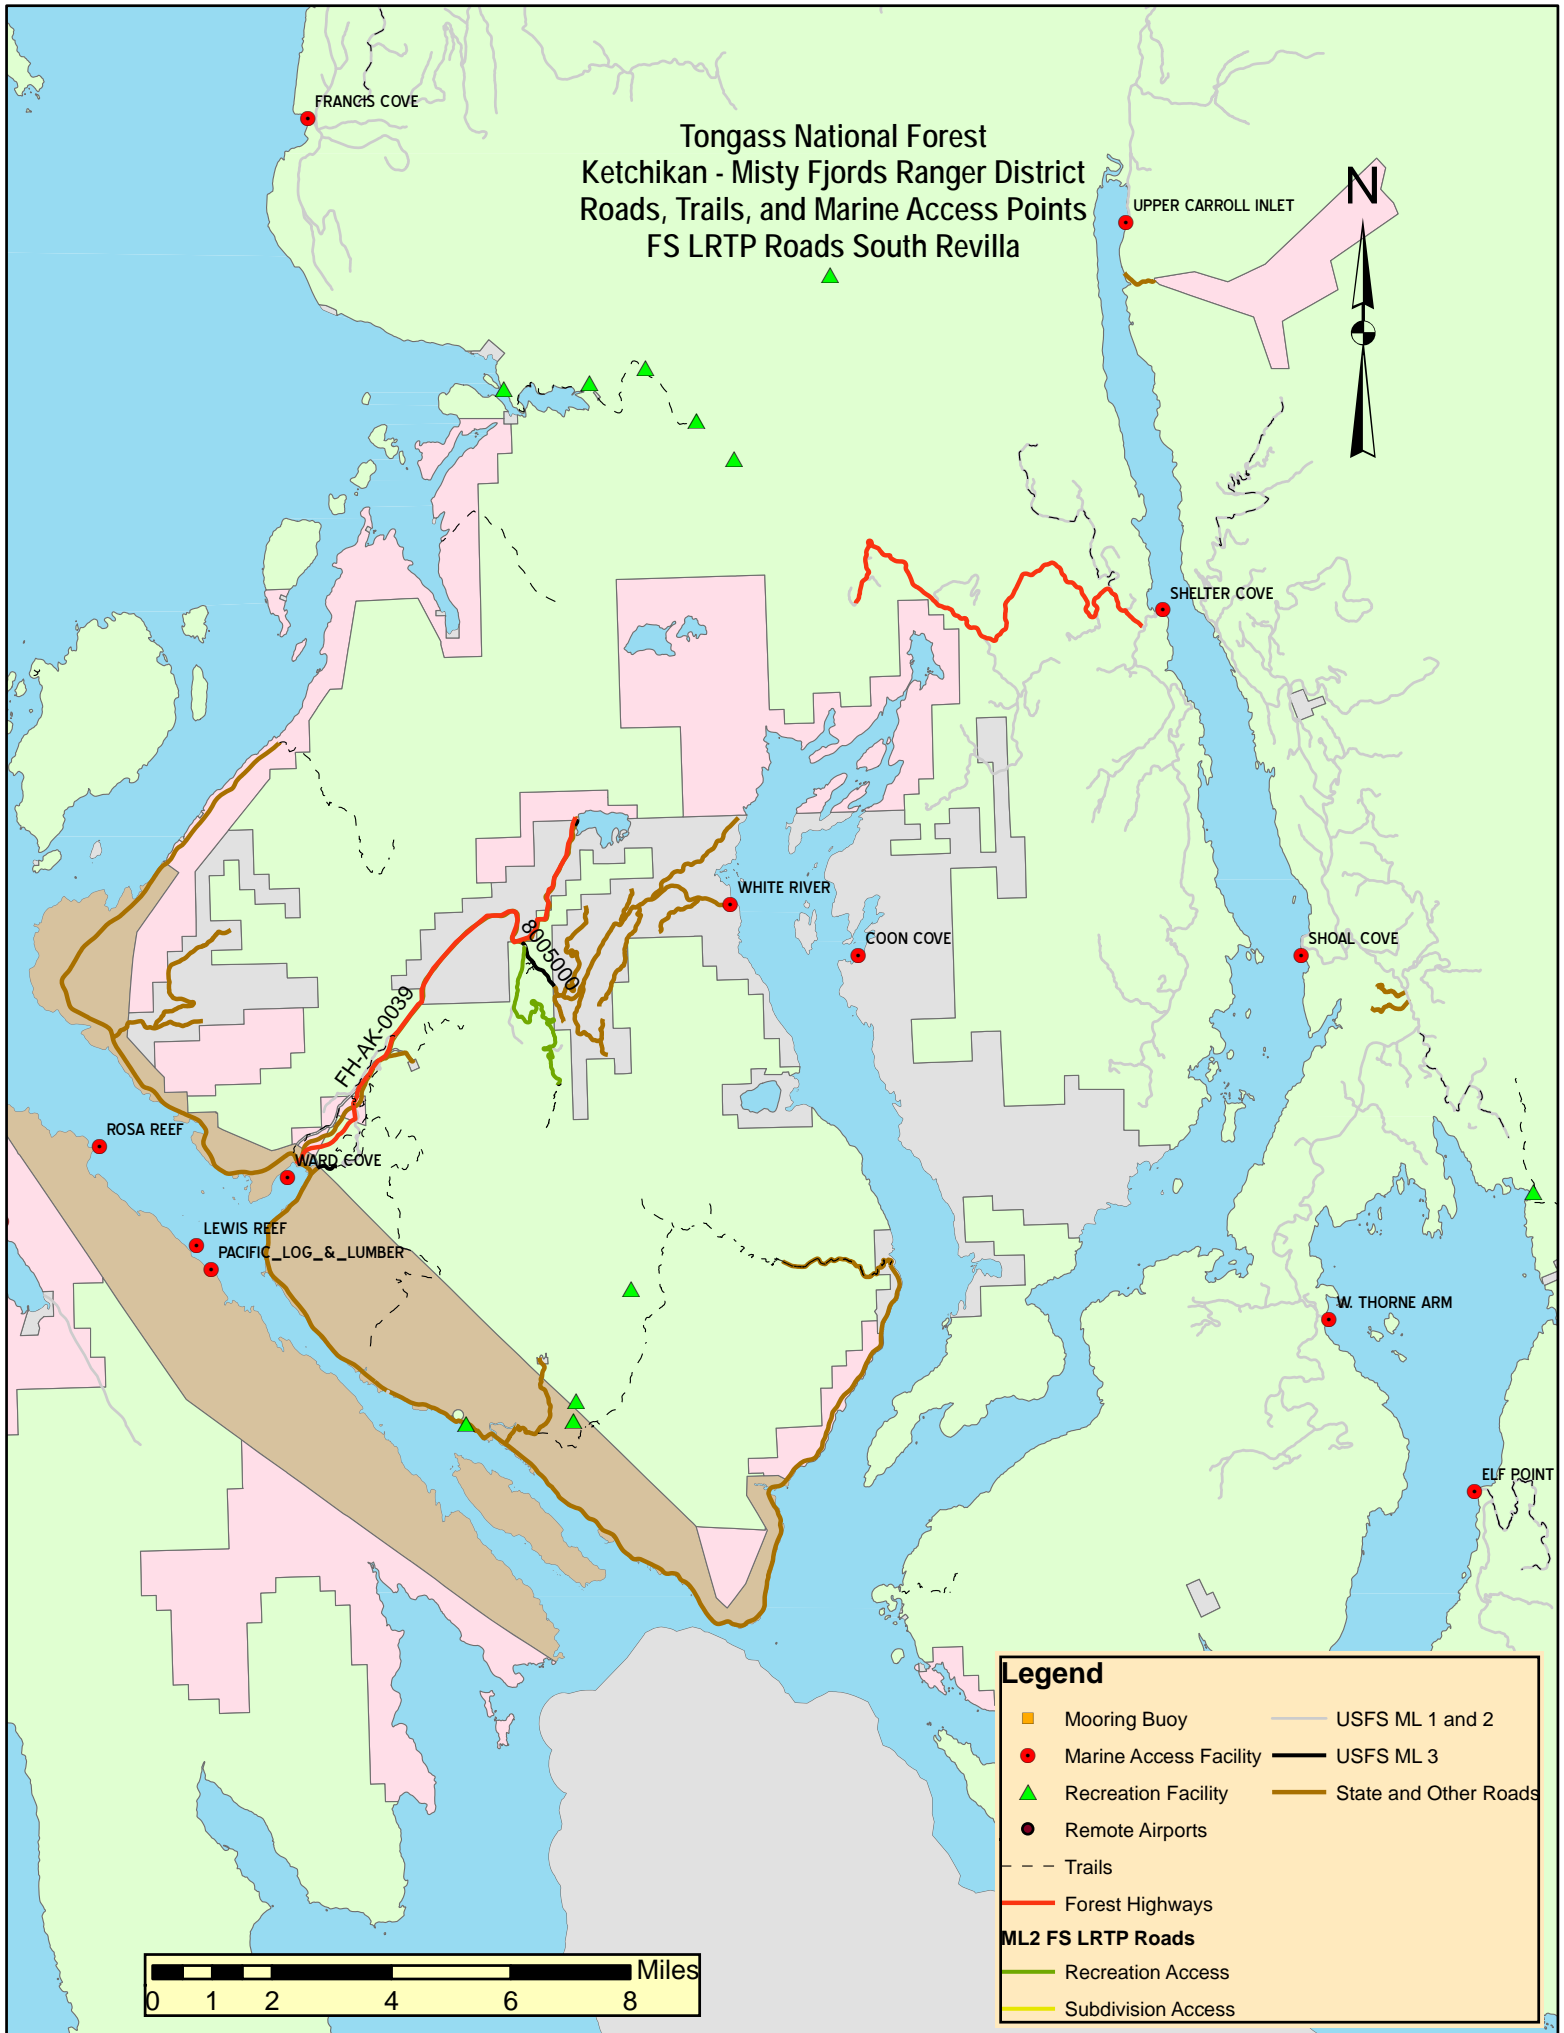 FRANCIS COVE
Tongass National Forest
Ketchikan - Misty Fjords Ranger District
Roads, Trails, and Marine Access Points
FS LRTP Roads South Revilla
N
UPPER CARROLL INLET
SHELTER COVE
WHITE RIVER
COON COVE
SHOAL COVE
8005000
FH-AK-0039
ROSA REEF
WARD COVE
LEWIS REEF
PACIFIC_LOG_&_LUMBER
W. THORNE ARM
ELF POINT
Legend
Mooring Buoy
Marine Access Facility
Recreation Facility
Remote Airports
Trails
Forest Highways
ML2 FS LRTP Roads
Recreation Access
Subdivision Access
USFS ML 1 and 2
USFS ML 3
State and Other Roads
Miles
0 1 2 4 6 8